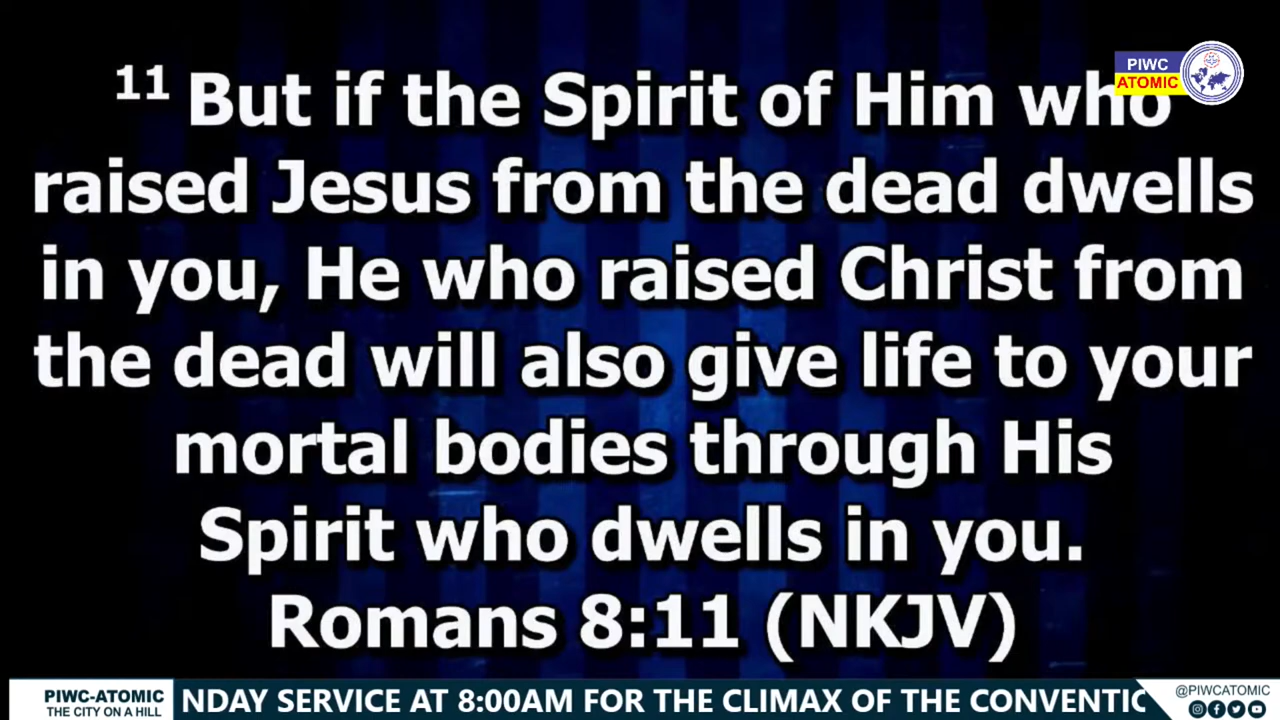 PIWC
ATOMIC
11 But if the Spirit of Him who
raised Jesus from the dead dwells
in you, He who raised Christ from
the dead will also give life to your
mortal bodies through His
Spirit who dwells in you.
Romans 8:11 (NKJV)
PIWC-ATOMIC
THE CITY ON A HILL
NDAY SERVICE AT 8:00AM FOR THE CLIMAX OF THE CONVENTIC
@PIWCATOMIC